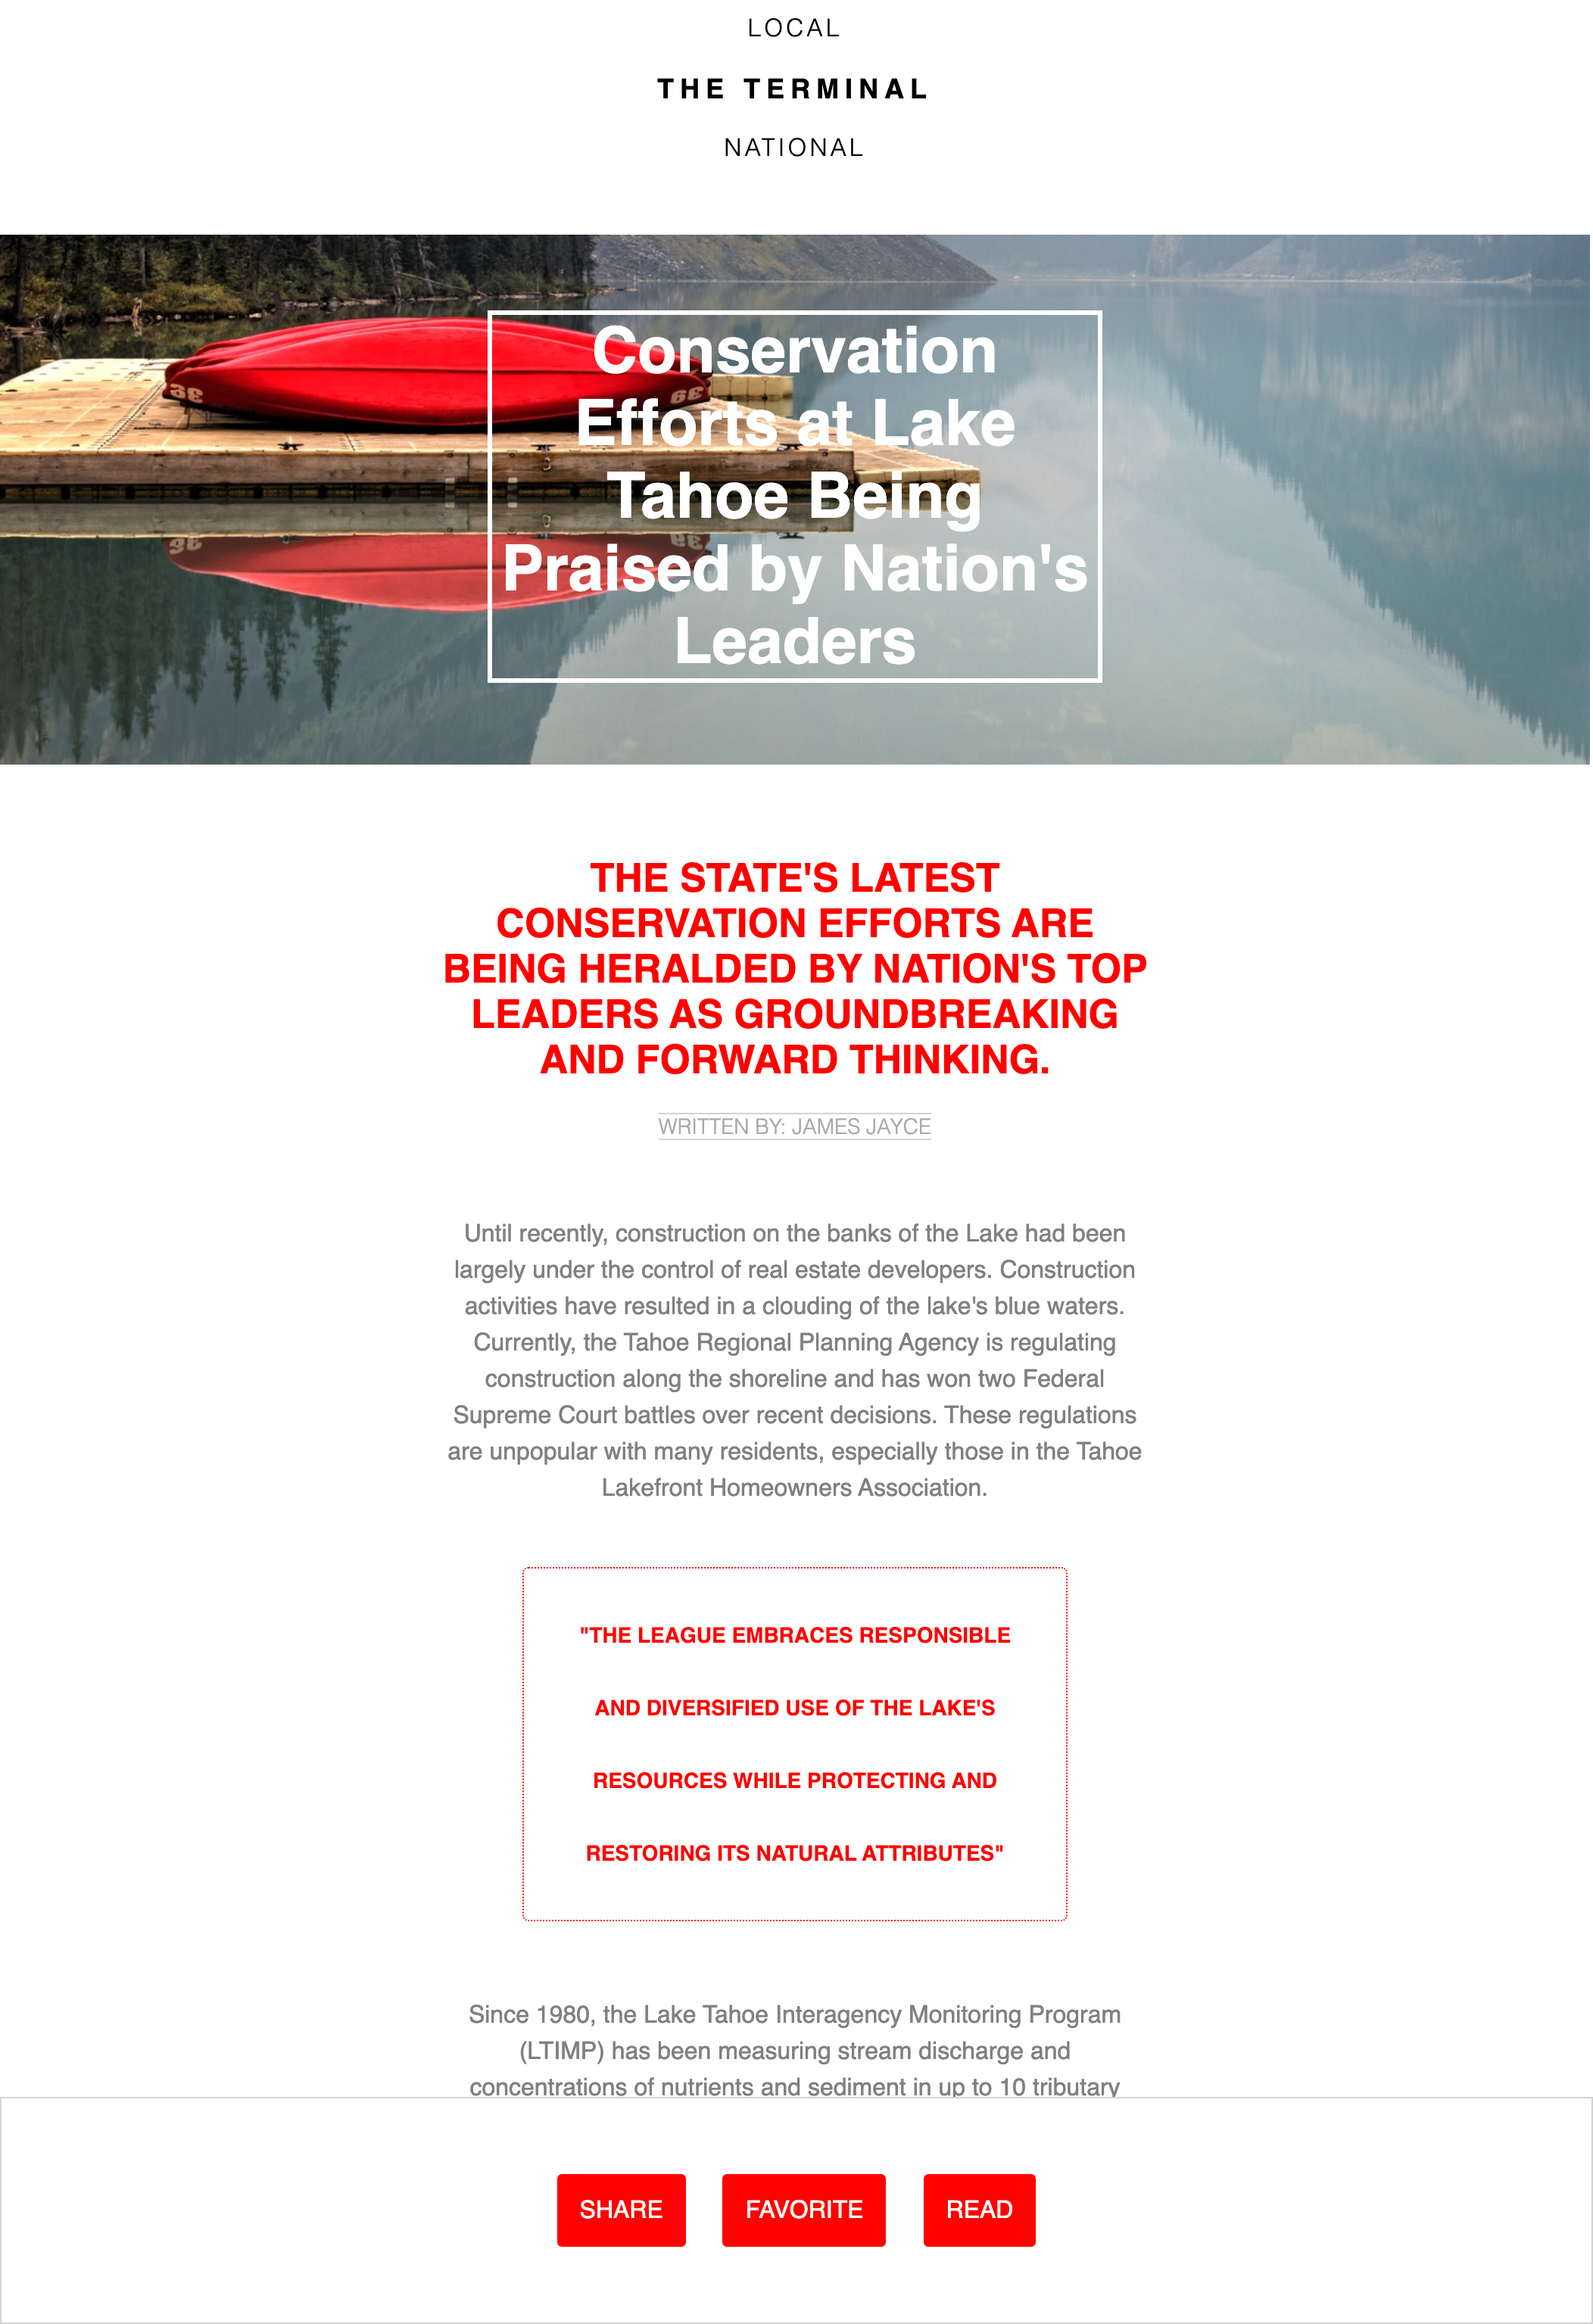 LOCAL
THE TERMINAL
NATIONAL
Conservation
Efforts at Lake
Tahoe Being
Praised by Nation's
Leaders
THE STATE'S LATEST
CONSERVATION EFFORTS ARE
BEING HERALDED BY NATION'S TOP
LEADERS AS GROUNDBREAKING
AND FORWARD THINKING.
WRITTEN BY: JAMES JAYCE
Until recently, construction on the banks of the Lake had been
largely under the control of real estate developers. Construction
activities have resulted in a clouding of the lake's blue waters.
Currently, the Tahoe Regional Planning Agency is regulating
construction along the shoreline and has won two Federal
Supreme Court battles over recent decisions. These regulations
are unpopular with many residents, especially those in the Tahoe
Lakefront Homeowners Association.
"THE LEAGUE EMBRACES RESPONSIBLE
AND DIVERSIFIED USE OF THE LAKE'S
RESOURCES WHILE PROTECTING AND
RESTORING ITS NATURAL ATTRIBUTES"
Since 1980, the Lake Tahoe Interagency Monitoring Program
(LTIMP) has been measuring stream discharge and
concentrations of nutrients and sediment in up to 10 tributary
SHARE FAVORITE READ